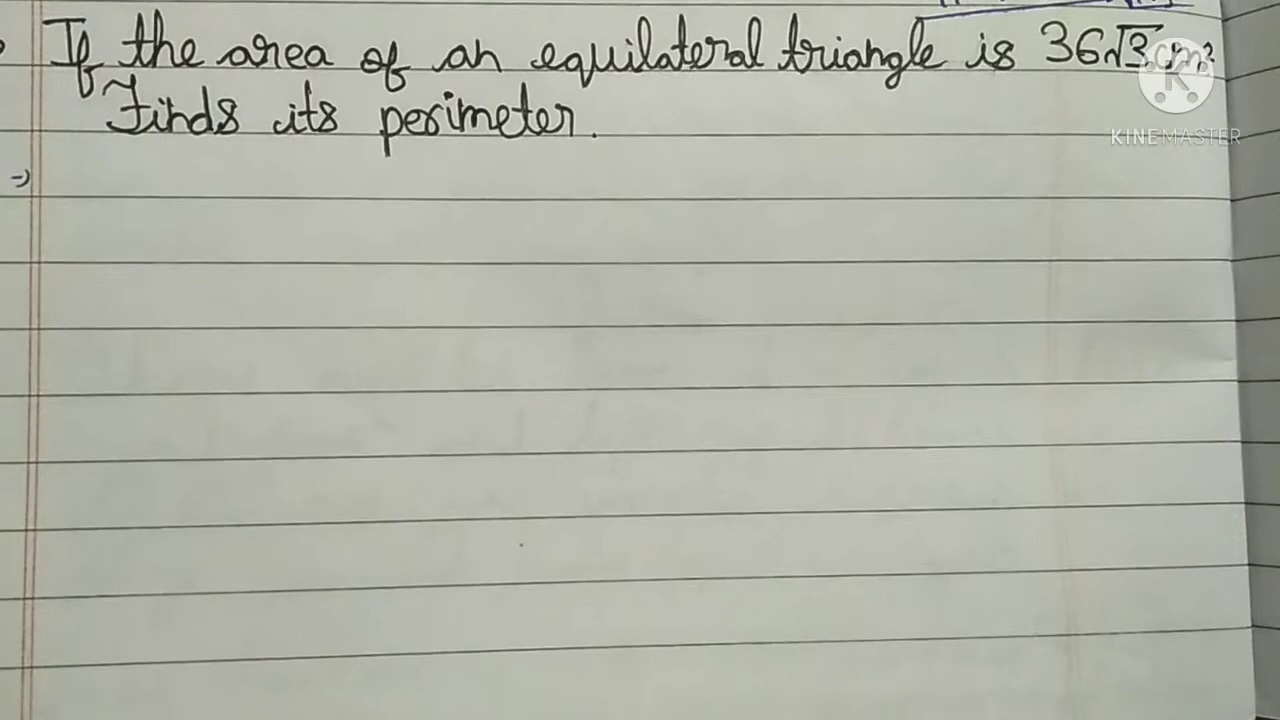 If the area of an equilateral triangle is 36√3 cm²
Finds its perimeter.
KINEMASTER